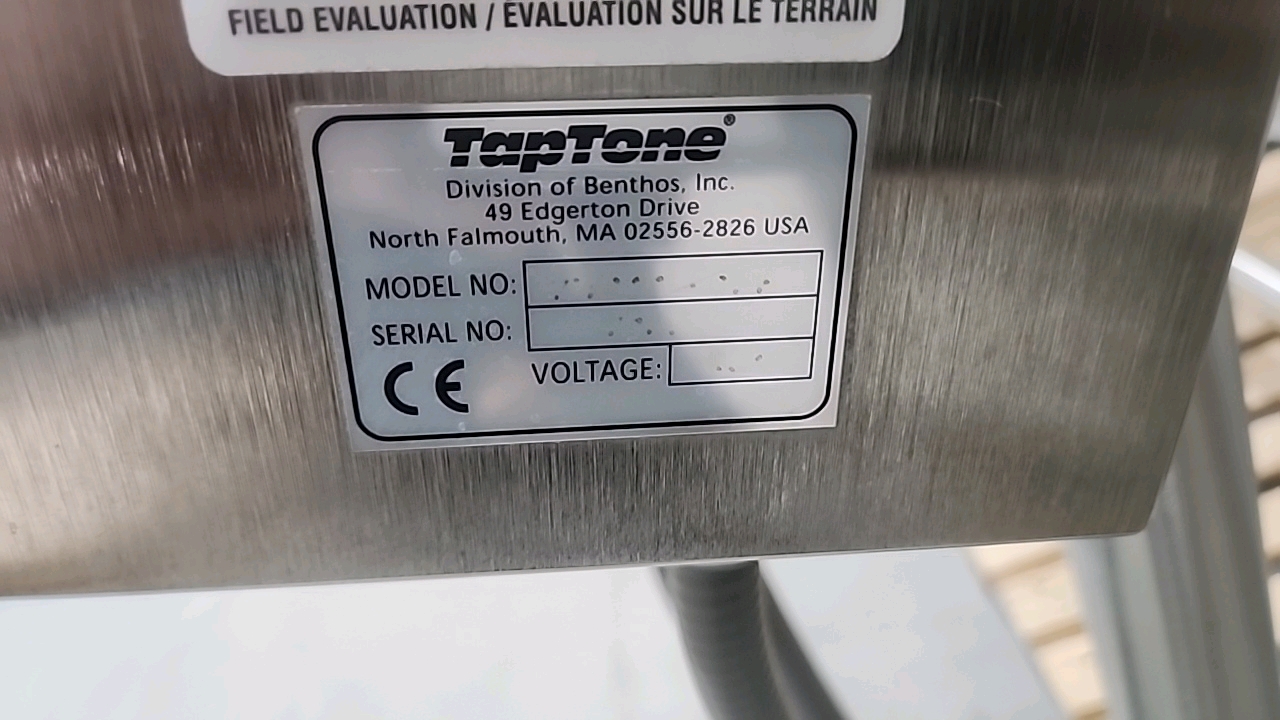 FIELD EVALUATION / ÉVALUATION SUR LE TERRAIN
TapTone®
Division of Benthos, Inc.
49 Edgerton Drive
North Falmouth, MA 02556-2826 USA
MODEL NO:
SERIAL NO:
CE VOLTAGE: